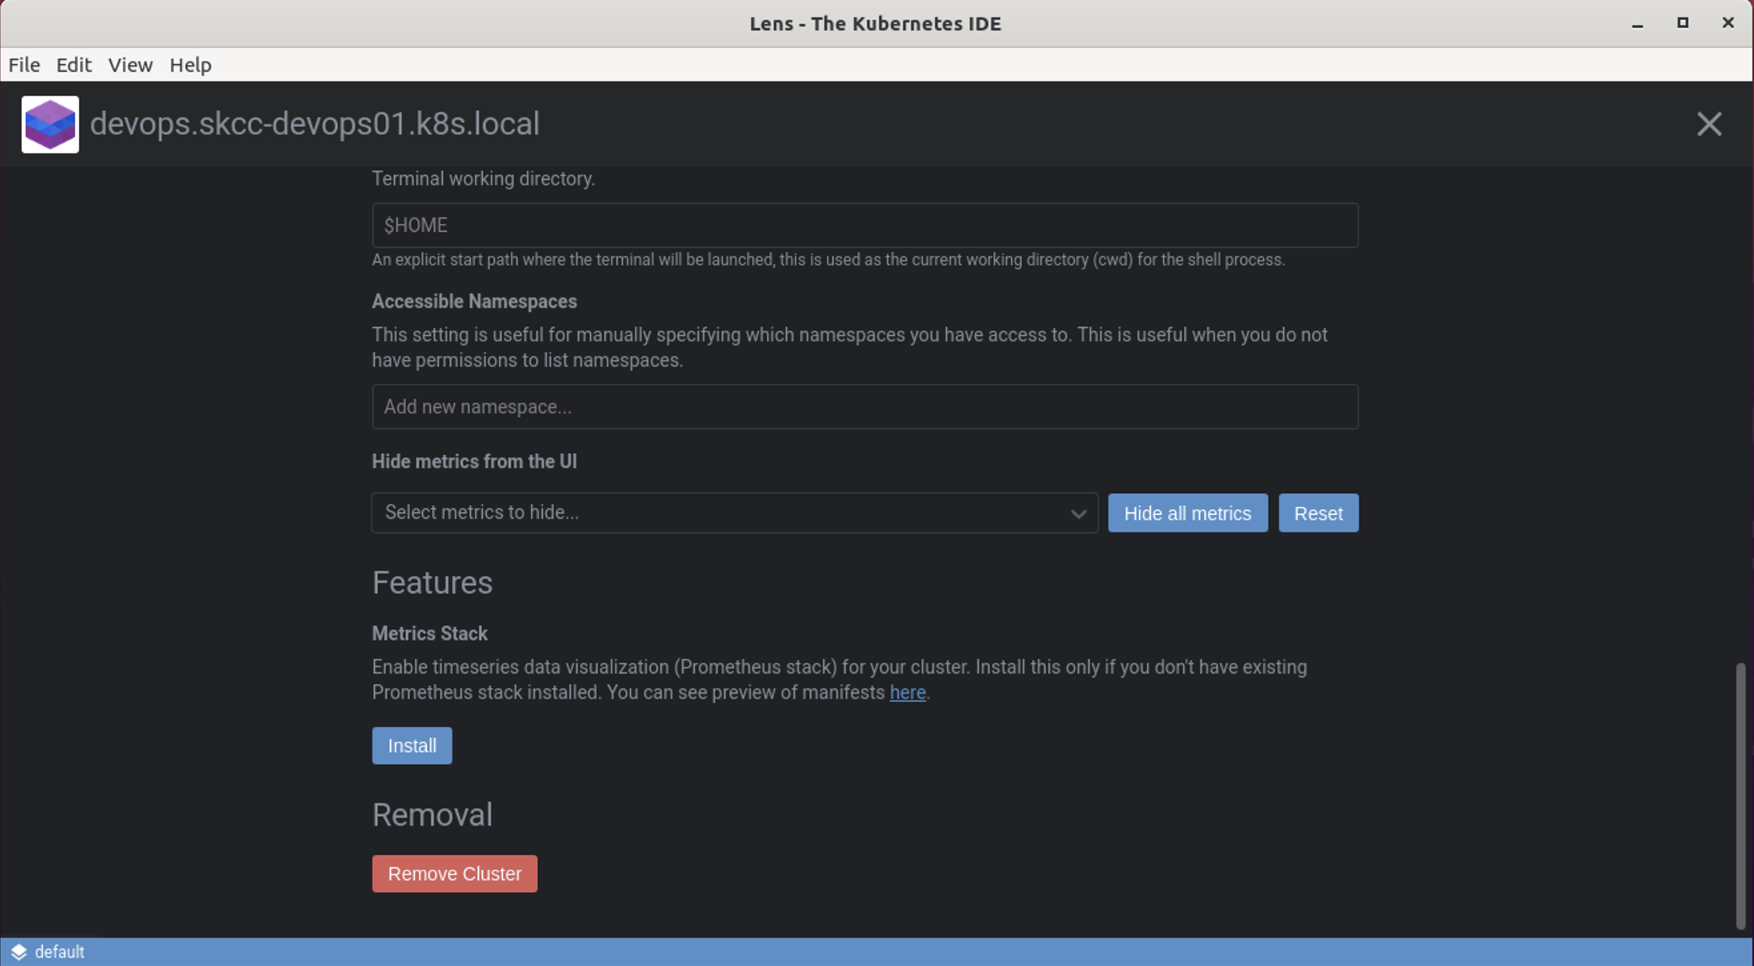 Lens - The Kubernetes IDE
File Edit View Help
devops.skcc-devops01.k8s.local
Terminal working directory.
$HOME
An explicit start path where the terminal will be launched, this is used as the current working directory (cwd) for the shell process.
Accessible Namespaces
This setting is useful for manually specifying which namespaces you have access to. This is useful when you do not
have permissions to list namespaces.
Add new namespace...
Hide metrics from the UI
Select metrics to hide... Hide all metrics Reset
Features
Metrics Stack
Enable timeseries data visualization (Prometheus stack) for your cluster. Install this only if you don't have existing
Prometheus stack installed. You can see preview of manifests here.
Install
Removal
Remove Cluster
default